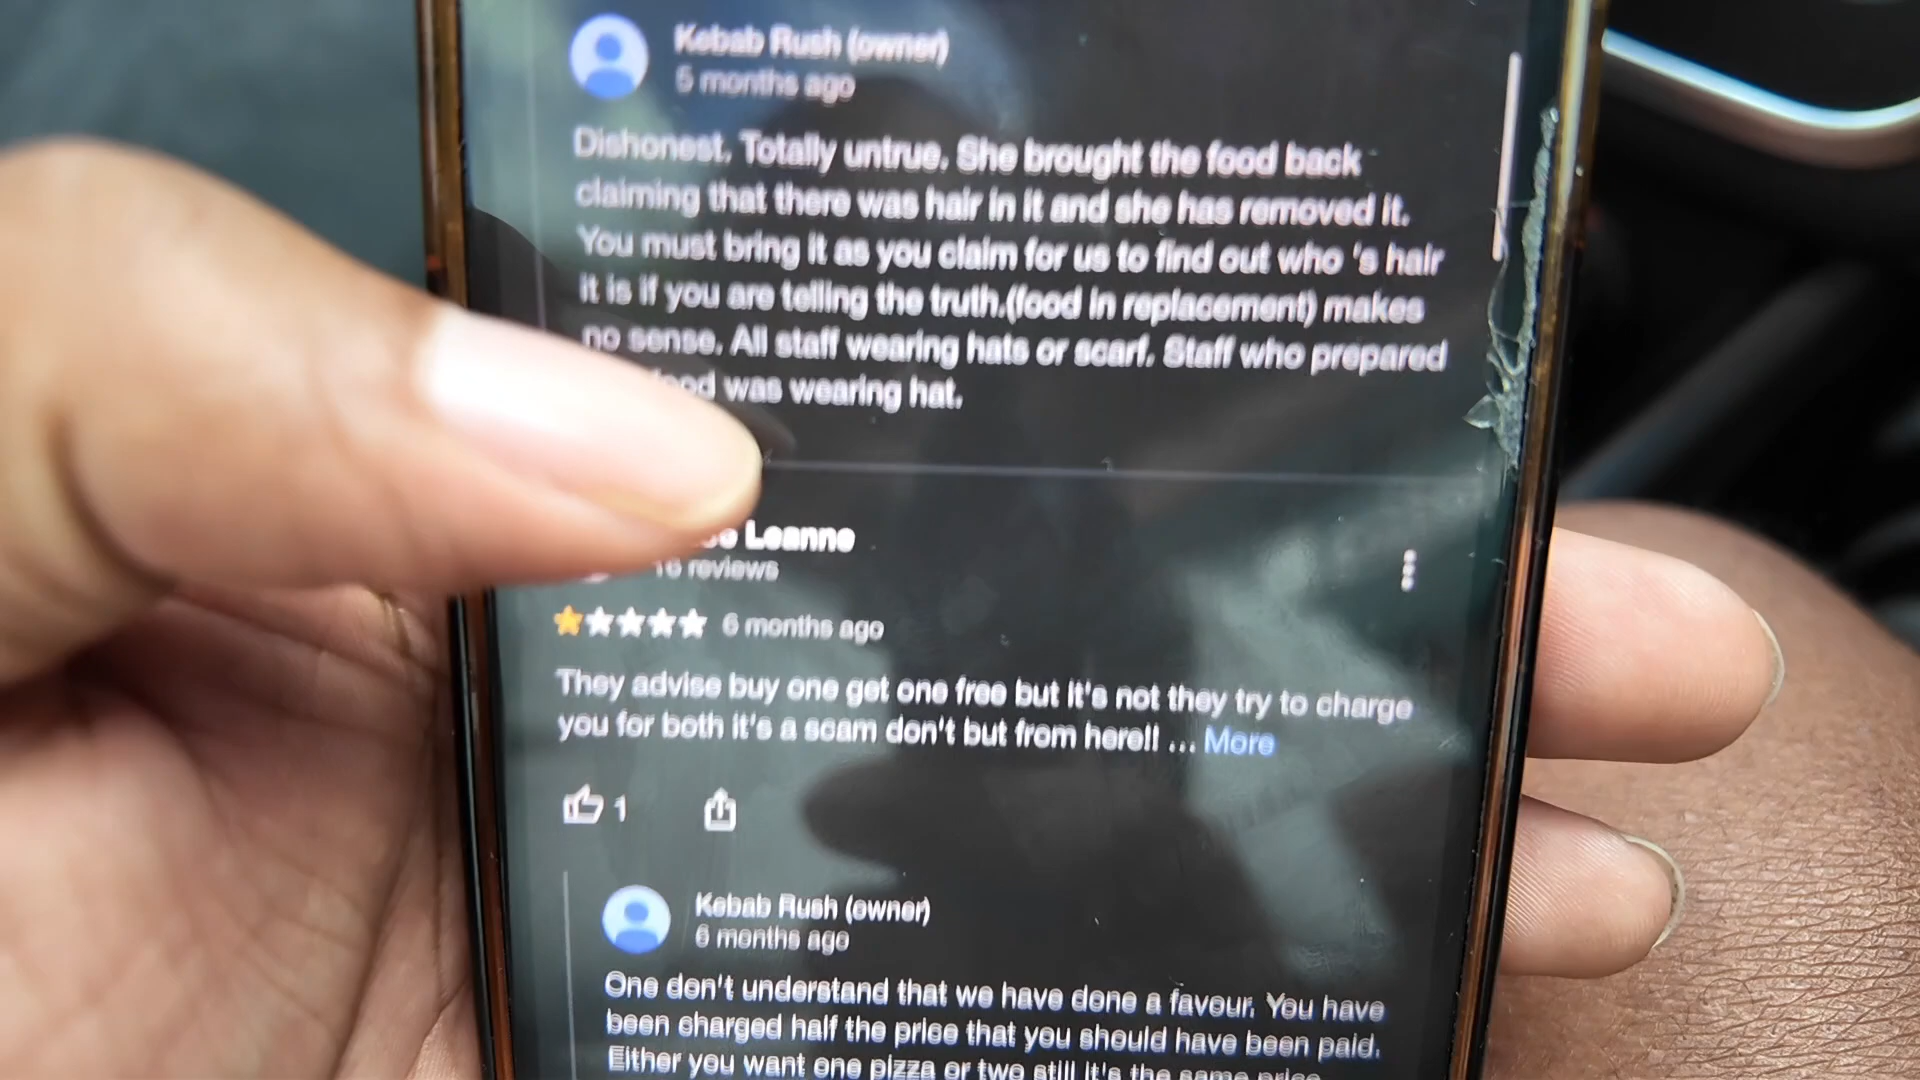 Kebab Rush (owner)
5 months ago
Dishonest. Totally untrue. She brought the food back
claiming that there was hair in it and she has removed it.
You must bring it as you claim for us to find out who 's hair
it is if you are telling the truth.(food in replacement) makes
no sense. All staff wearing hats or scarf. Staff who prepared
was wearing hat.
Leanne
reviews
6 months ago
They advise buy one get one free but it's not they try to charge
you for both it's a scam don't but from here!! ... More
1
Kebab Rush (owner)
6 months ago
One don't understand that we have done a favour. You have
been charged half the price that you should have been paid.
Either you want one pizza or two still it's the same price